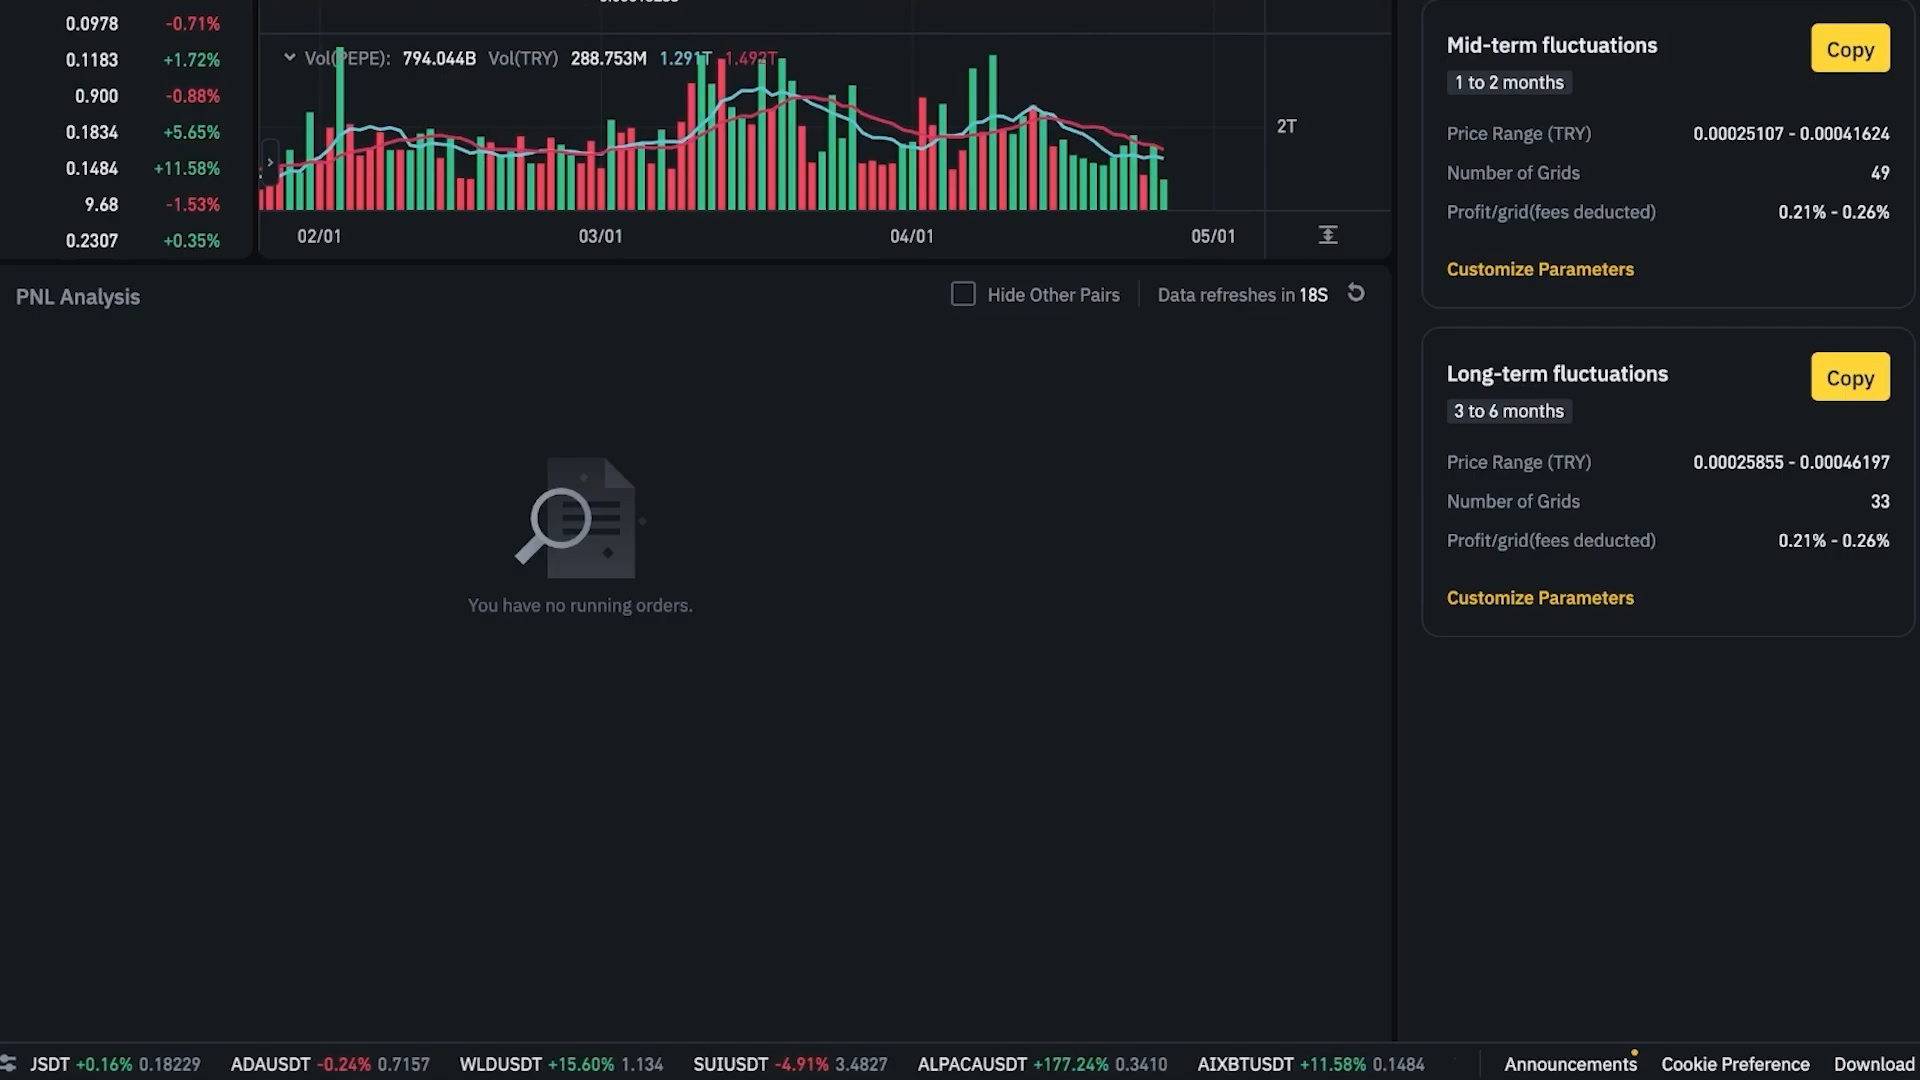 0.0978 -0.71%
0.1183 +1.72%
0.900 -0.88%
0.1834 +5.65%
0.1484 +11.58%
9.68 -1.53%
0.2307 +0.35%
Vol(PEPE): 794.044B Vol(TRY) 288.753M 1.291T 1.492T
2T
02/01 03/01 04/01 05/01
PNL Analysis
Hide Other Pairs Data refreshes in 18S
You have no running orders.
Mid-term fluctuations Copy
1 to 2 months
Price Range (TRY) 0.00025107 - 0.00041624
Number of Grids 49
Profit/grid(fees deducted) 0.21% - 0.26%
Customize Parameters
Long-term fluctuations Copy
3 to 6 months
Price Range (TRY) 0.00025855 - 0.00046197
Number of Grids 33
Profit/grid(fees deducted) 0.21% - 0.26%
Customize Parameters
JSDT +0.16% 0.18229 ADAUSDT -0.24% 0.7157 WLDUSDT +15.60% 1.134 SUIUSDT -4.91% 3.4827 ALPACAUSDT +177.24% 0.3410 AIXBTUSDT +11.58% 0.1484 Announcements Cookie Preference Download